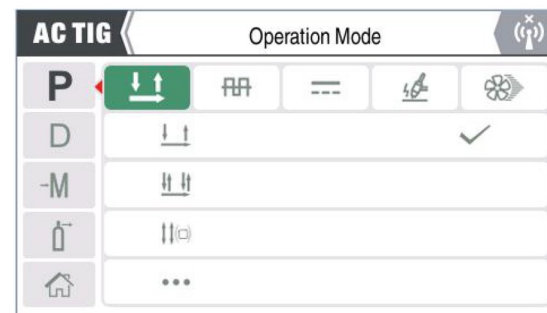 AC TIG
Operation Mode
P
D
-M
•••